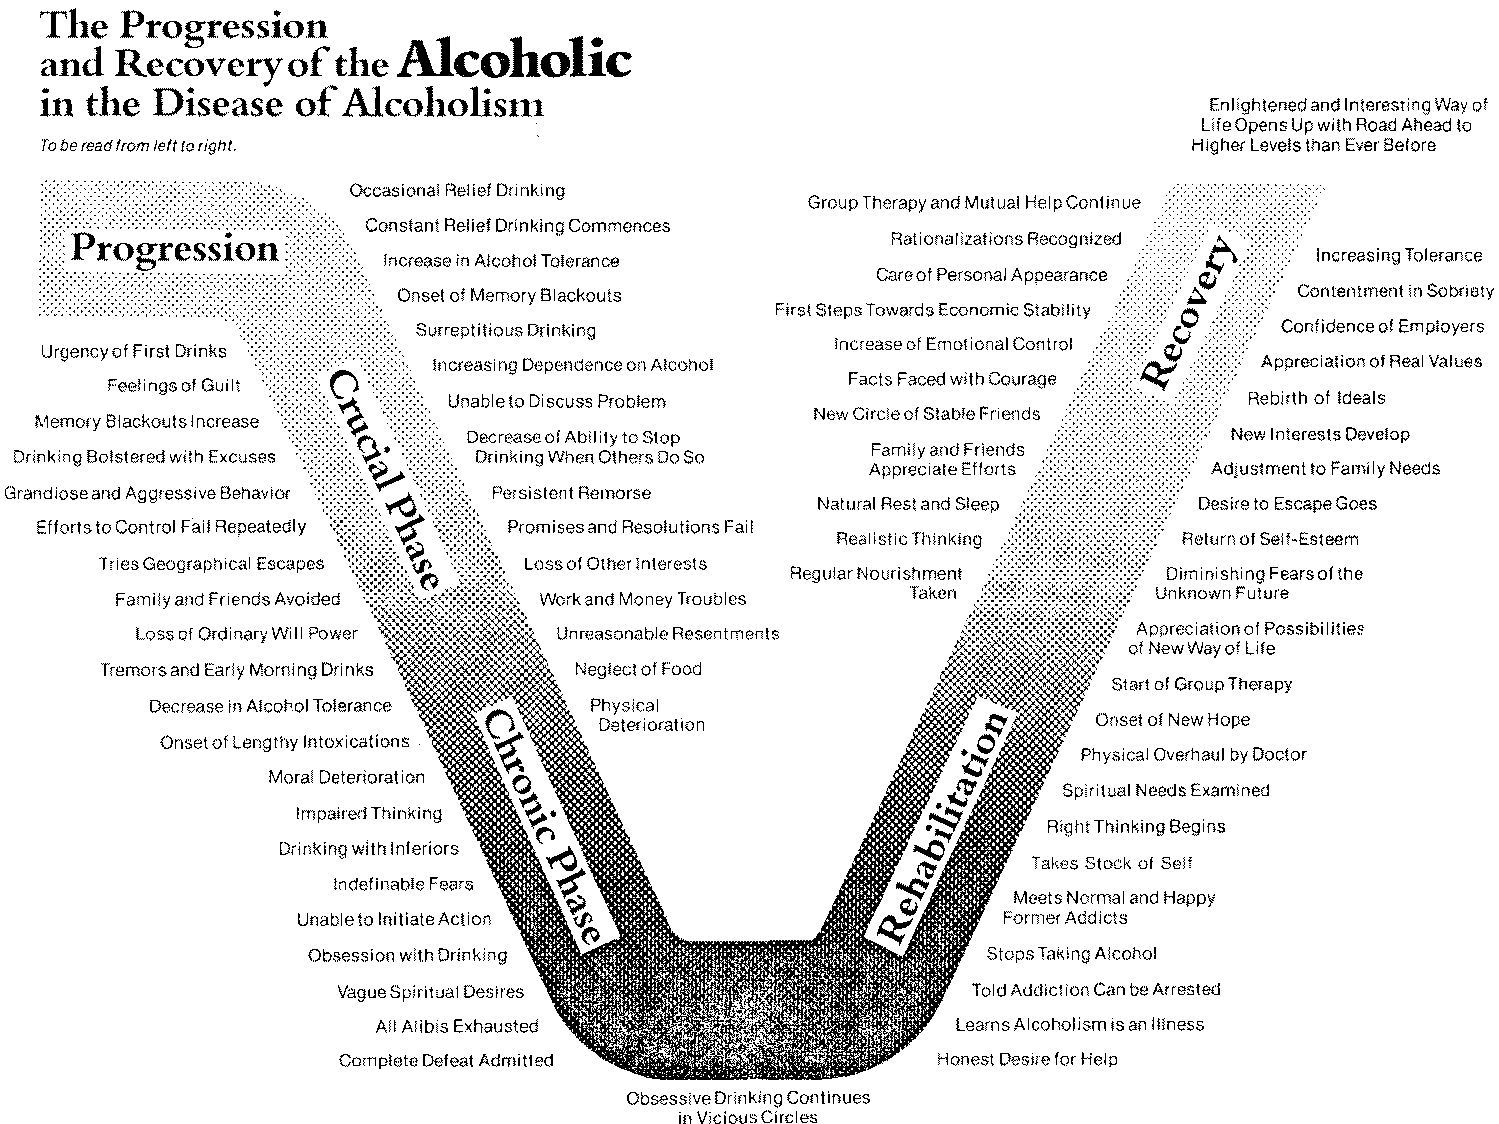 The Progression
and Recovery of the Alcoholic
in the Disease of Alcoholism
To be read from left to right.
Progression
Occasional Relief Drinking
Constant Relief Drinking Commences
Increase in Alcohol Tolerance
Onset of Memory Blackouts
Surreptitious Drinking
Increasing Dependence on Alcohol
Unable to Discuss Problem
Decrease of Ability to Stop
Drinking When Others Do So
Persistent Remorse
Promises and Resolutions Fail
Loss of Other Interests
Work and Money Troubles
Unreasonable Resentments
Neglect of Food
Physical
Deterioration
Urgency of First Drinks
Feelings of Guilt
Memory Blackouts Increase
Drinking Bolstered with Excuses
Grandiose and Aggressive Behavior
Efforts to Control Fail Repeatedly
Tries Geographical Escapes
Family and Friends Avoided
Loss of Ordinary Will Power
Tremors and Early Morning Drinks
Decrease in Alcohol Tolerance
Onset of Lengthy Intoxications
Moral Deterioration
Impaired Thinking
Drinking with Inferiors
Indefinable Fears
Unable to Initiate Action
Obsession with Drinking
Vague Spiritual Desires
All Alibis Exhausted
Complete Defeat Admitted
Crucial Phase
Chronic Phase
Obsessive Drinking Continues
in Vicious Circles
Rehabilitation
Recovery
Enlightened and Interesting Way of
Life Opens Up with Road Ahead to
Higher Levels than Ever Before
Group Therapy and Mutual Help Continue
Rationalizations Recognized
Care of Personal Appearance
First Steps Towards Economic Stability
Increase of Emotional Control
Facts Faced with Courage
New Circle of Stable Friends
Family and Friends
Appreciate Efforts
Natural Rest and Sleep
Realistic Thinking
Regular Nourishment
Taken
Increasing Tolerance
Contentment in Sobriety
Confidence of Employers
Appreciation of Real Values
Rebirth of Ideals
New Interests Develop
Adjustment to Family Needs
Desire to Escape Goes
Return of Self-Esteem
Diminishing Fears of the
Unknown Future
Appreciation of Possibilities
of New Way of Life
Start of Group Therapy
Onset of New Hope
Physical Overhaul by Doctor
Spiritual Needs Examined
Right Thinking Begins
Takes Stock of Self
Meets Normal and Happy
Former Addicts
Stops Taking Alcohol
Told Addiction Can be Arrested
Learns Alcoholism is an Illness
Honest Desire for Help